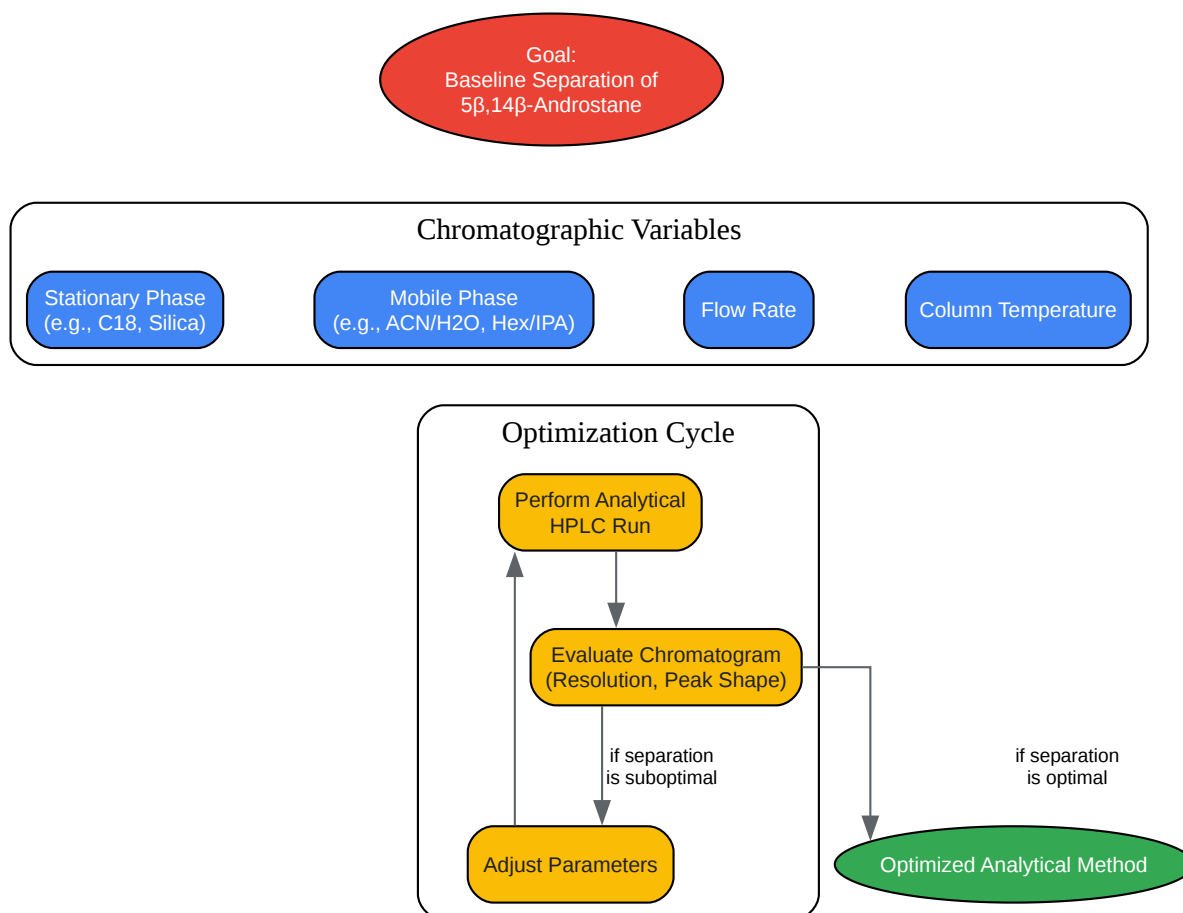 Goal:
Baseline Separation of
5β,14β-Androstane
Chromatographic Variables
Stationary Phase
(e.g., C18, Silica)
Mobile Phase
(e.g., ACN/H2O, Hex/IPA)
Flow Rate
Column Temperature
Optimization Cycle
Perform Analytical
HPLC Run
Evaluate Chromatogram
(Resolution, Peak Shape)
if separation
is suboptimal
if separation
is optimal
Adjust Parameters
Optimized Analytical Method